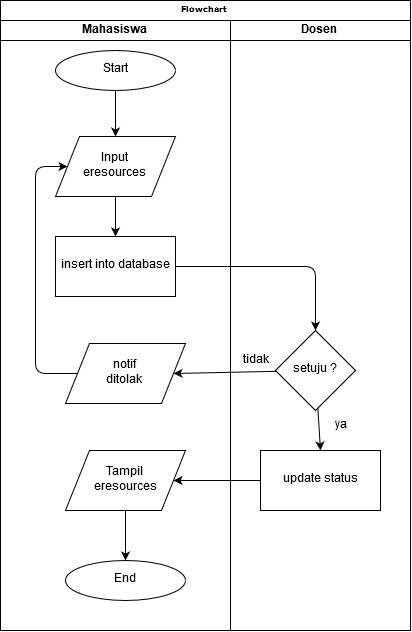 Flowchart
Mahasiswa
Dosen
Start
Input
eresources
insert into database
setuju ?
tidak
notif
ditolak
ya
update status
Tampil
eresources
End